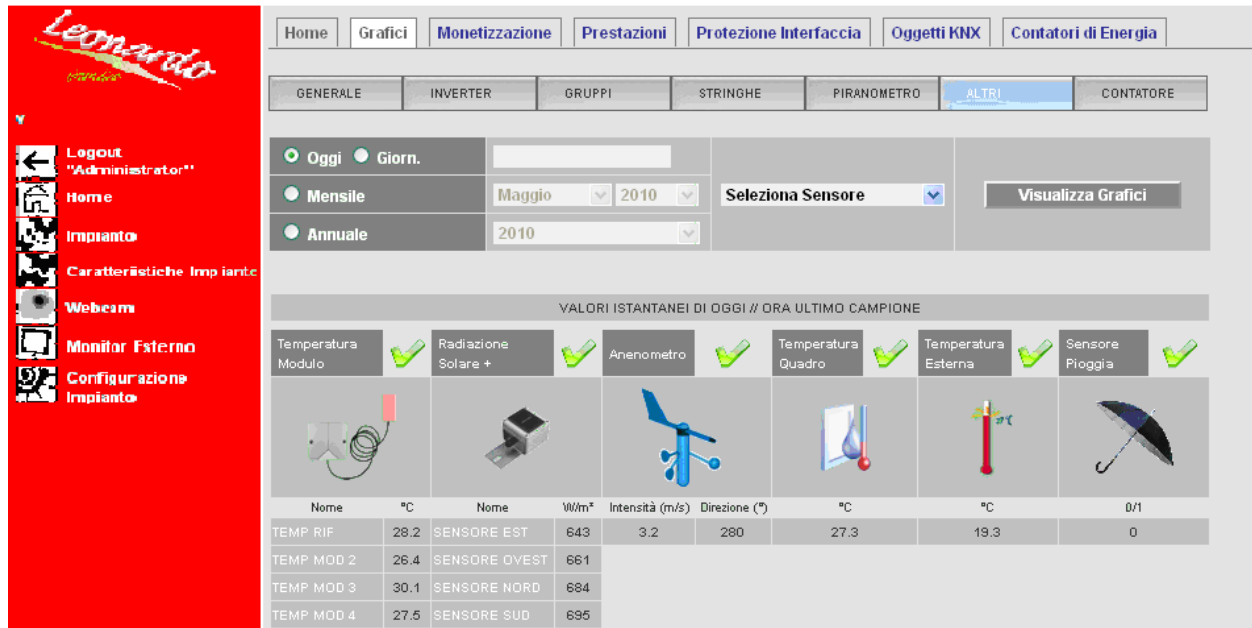 Leonardo
Home Grafici Monetizzazione Prestazioni Protezione Interfaccia Oggetti KNX Contatori di Energia
GENERALE INVERTER GRUPPI STRINGHE PIRANOMETRO ALTRI CONTATORE
Logout
"Administrator"
Home
Impianto
Caratteriistiche Impianto
Webcam
Monitor Esterno
Configurazione
Impianto
Oggi Giorn.
Mensile Maggio 2010 Seleziona Sensore Visualizza Grafici
Annuale 2010
VALORI ISTANTANEI DI OGGI // ORA ULTIMO CAMPIONE
Temperatura Modulo Radiazione Solare + Anenometro Temperatura Quadro Temperatura Esterna Sensore Pioggia
Nome °C Nome W/m² Intensità (m/s) Direzione (°) °C °C 0/1
TEMP RIF 28.2 SENSORE EST 643 3.2 280 27.3 19.3 0
TEMP MOD 2 26.4 SENSORE OVEST 661
TEMP MOD 3 30.1 SENSORE NORD 684
TEMP MOD 4 27.5 SENSORE SUD 695